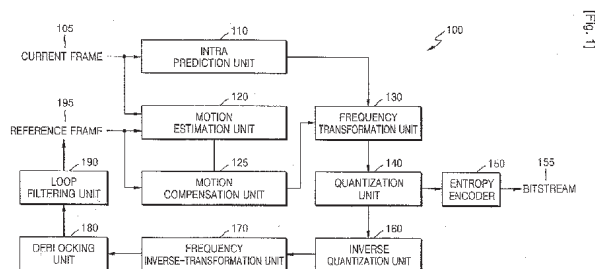 [Fig. 1]
100
105
CURRENT FRAME
110
INTRA
PREDICTION UNIT
195
REFERENCE FRAME
120
MOTION
ESTIMATION UNIT
130
FREQUENCY
TRANSFORMATION UNIT
190
LOOP
FILTERING UNIT
125
MOTION
COMPENSATION UNIT
140
QUANTIZATION
UNIT
150
ENTROPY
ENCODER
155
BITSTREAM
180
DEBLOCKING
UNIT
170
FREQUENCY
INVERSE-TRANSFORMATION UNIT
160
INVERSE
QUANTIZATION UNIT